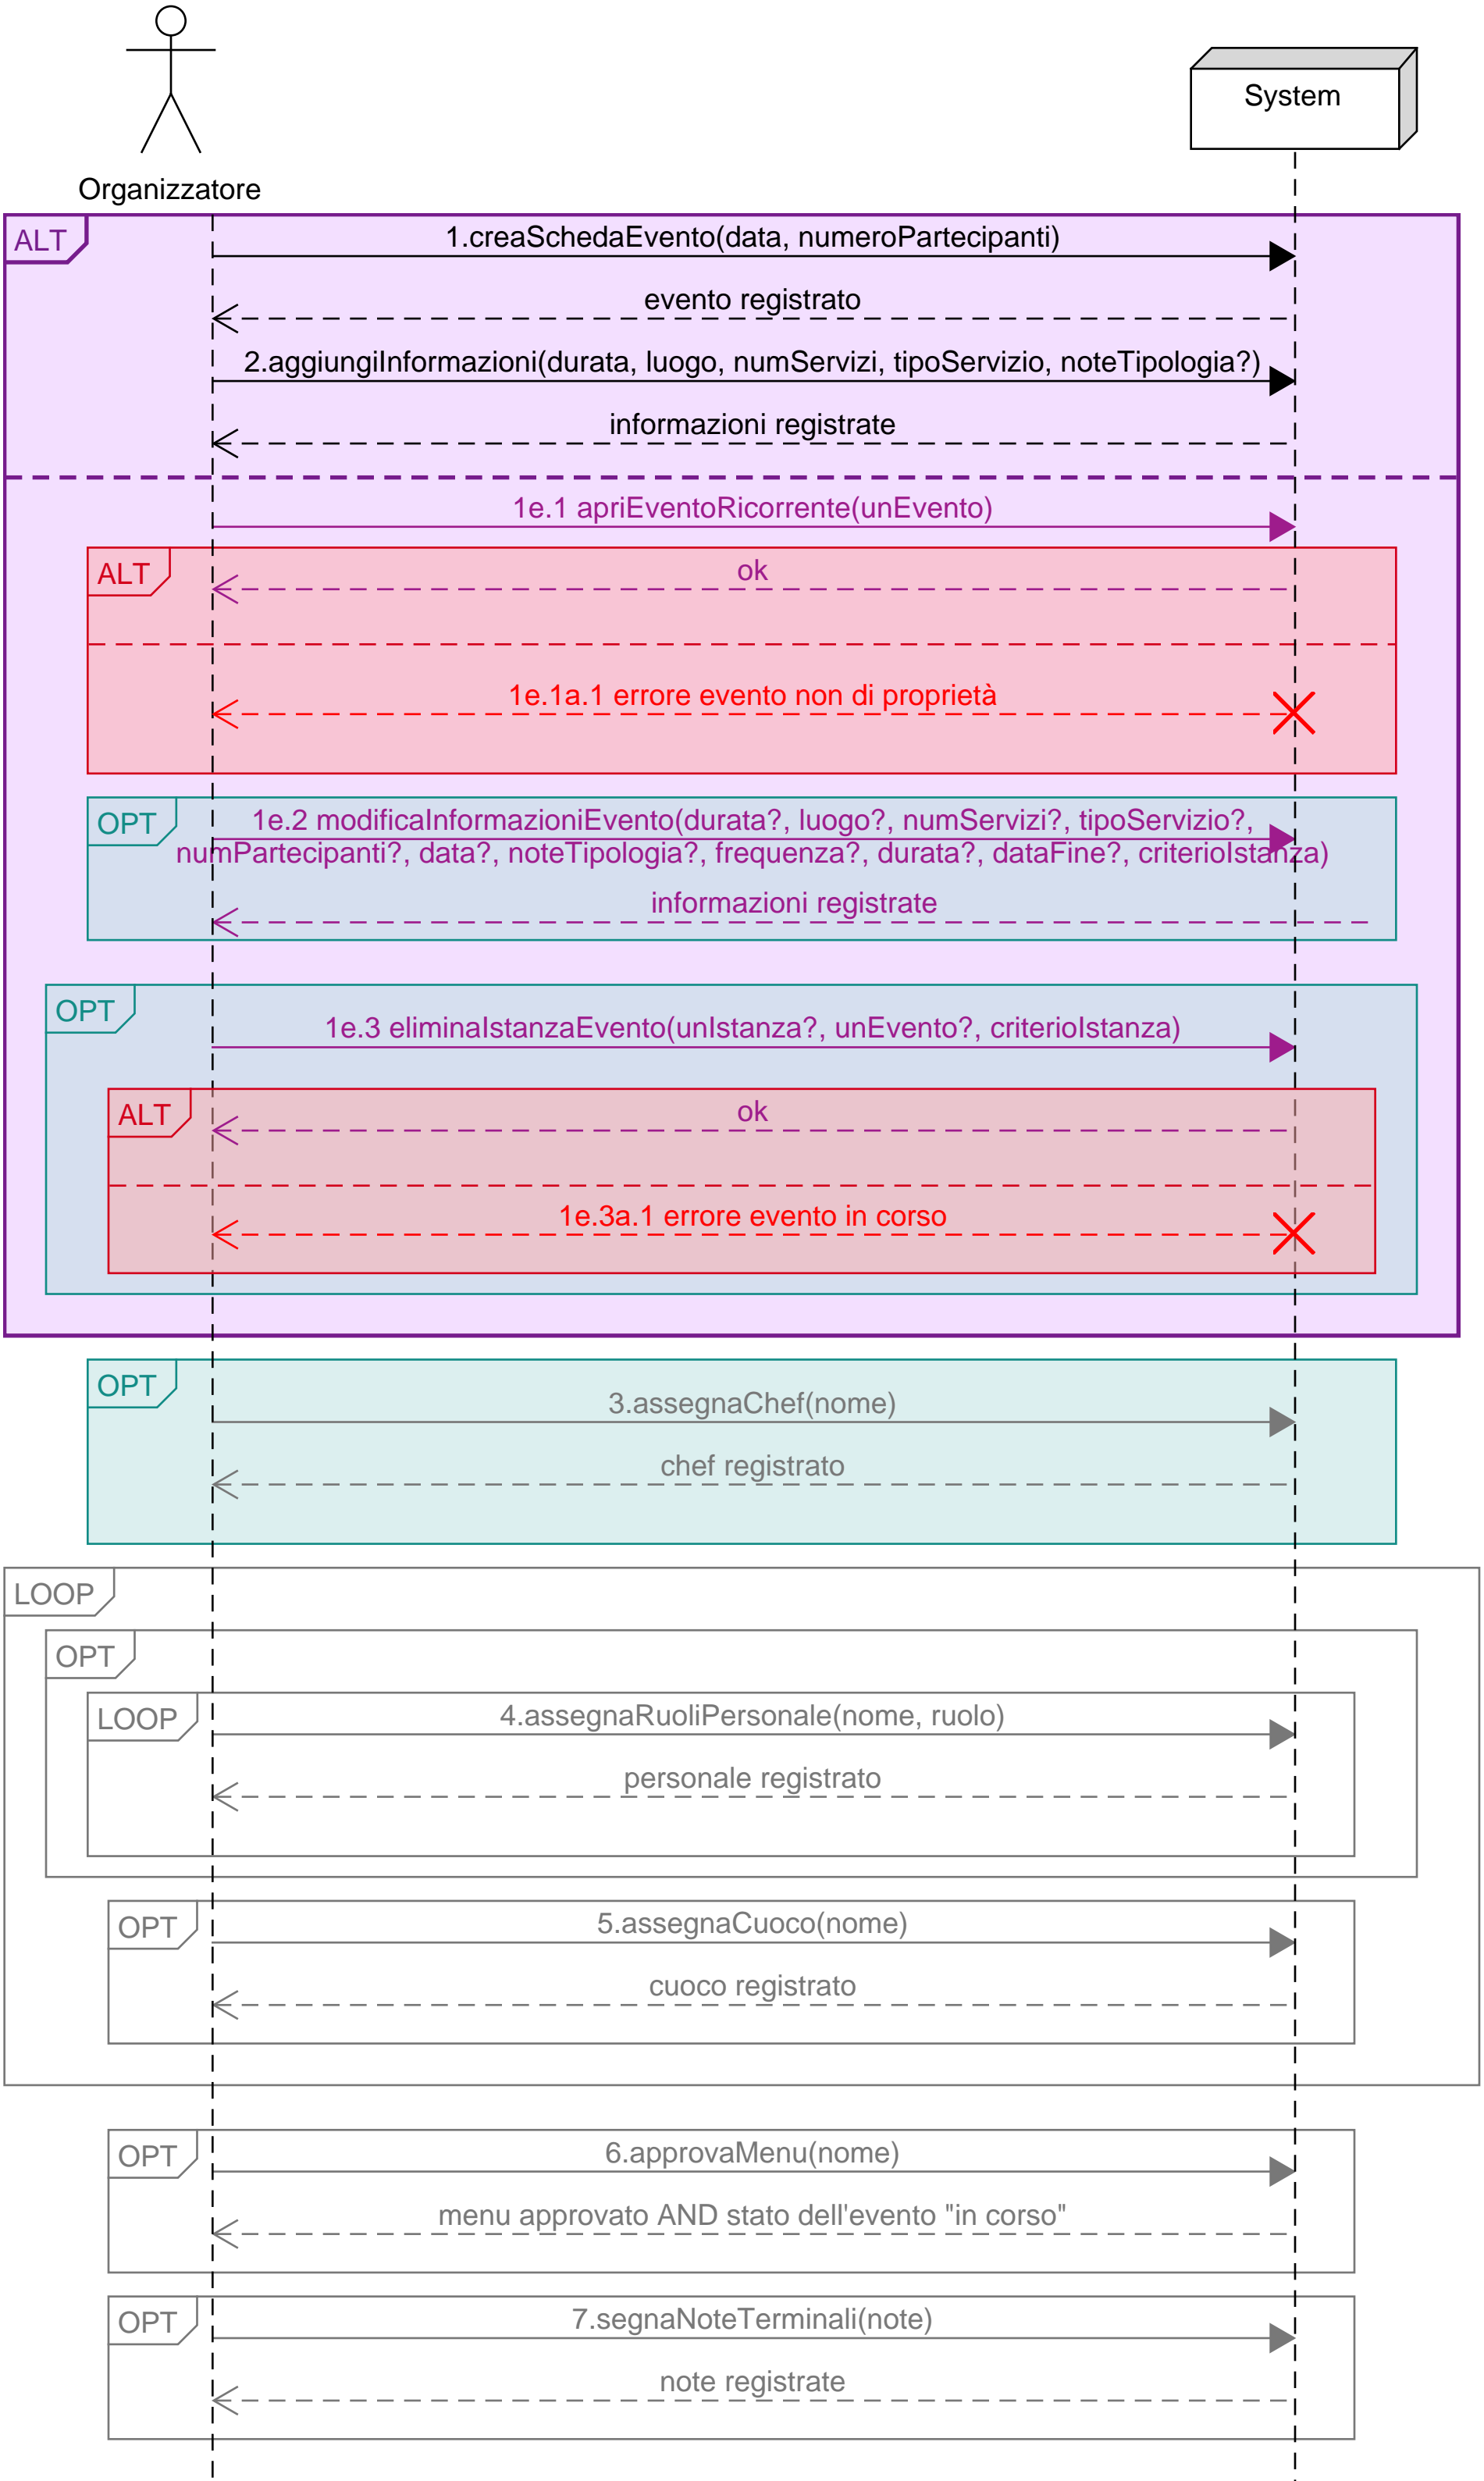 System
Organizzatore
ALT
1.creaSchedaEvento(data, numeroPartecipanti)
evento registrato
2.aggiungiInformazioni(durata, luogo, numServizi, tipoServizio, noteTipologia?)
informazioni registrate
1e.1 apriEventoRicorrente(unEvento)
ALT
ok
1e.1a.1 errore evento non di proprietà
OPT
1e.2 modificaInformazioniEvento(durata?, luogo?, numServizi?, tipoServizio?,
numPartecipanti?, data?, noteTipologia?, frequenza?, durata?, dataFine?, criterioIstanza)
informazioni registrate
OPT
1e.3 eliminaIstanzaEvento(unIstanza?, unEvento?, criterioIstanza)
ALT
ok
1e.3a.1 errore evento in corso
OPT
3.assegnaChef(nome)
chef registrato
LOOP
OPT
LOOP
4.assegnaRuoliPersonale(nome, ruolo)
personale registrato
OPT
5.assegnaCuoco(nome)
cuoco registrato
OPT
6.approvaMenu(nome)
menu approvato AND stato dell'evento "in corso"
OPT
7.segnaNoteTerminali(note)
note registrate